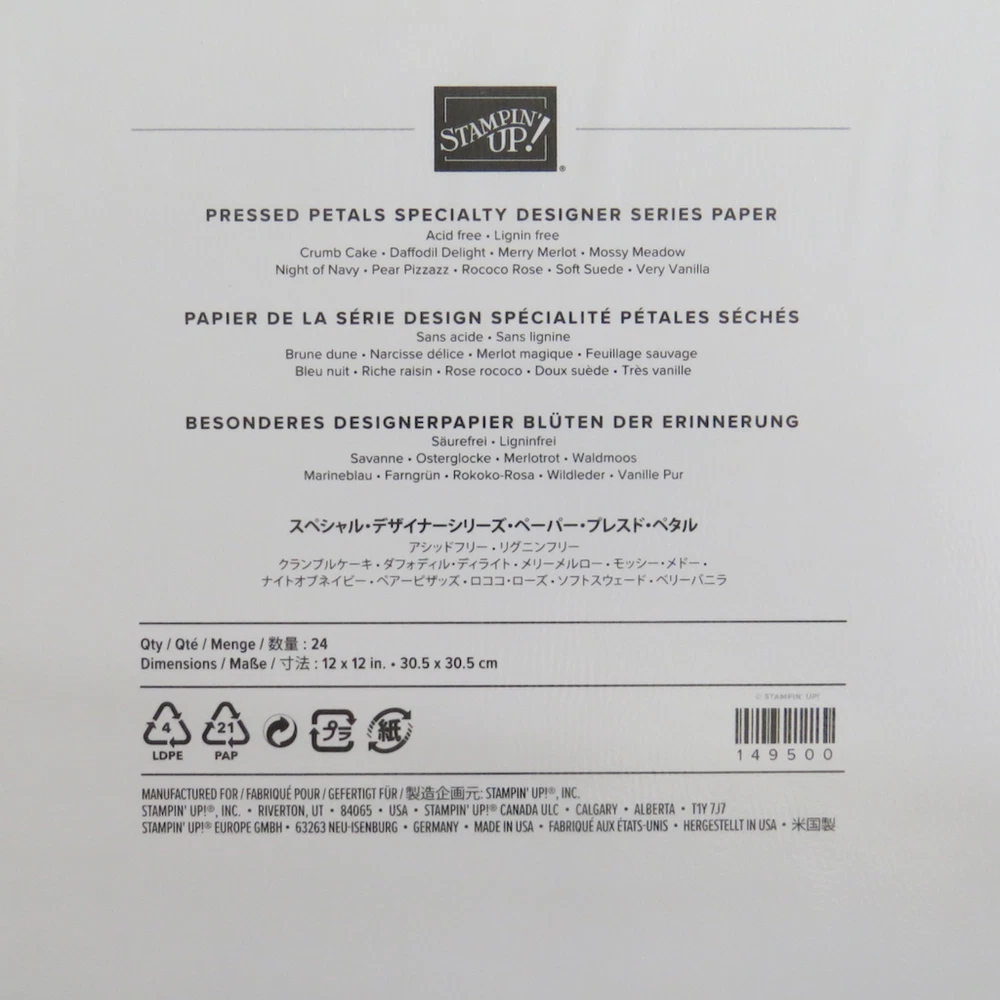 STAMPIN' UP!®
PRESSED PETALS SPECIALTY DESIGNER SERIES PAPER
Acid free • Lignin free
Crumb Cake • Daffodil Delight • Merry Merlot • Mossy Meadow
Night of Navy • Pear Pizzazz • Rococo Rose • Soft Suede • Very Vanilla
PAPIER DE LA SÉRIE DESIGN SPÉCIALITÉ PÉTALES SÉCHÉS
Sans acide • Sans lignine
Brune dune • Narcisse délice • Merlot magique • Feuillage sauvage
Bleu nuit • Riche raisin • Rose rococo • Doux suède • Très vanille
BESONDERES DESIGNERPAPIER BLÜTEN DER ERINNERUNG
Säurefrei • Ligninfrei
Savanne • Osterglocke • Merlotrot • Waldmoos
Marineblau • Farngrün • Rokoko-Rosa • Wildleder • Vanille Pur
スペシャル・デザイナーシリーズ・ペーパー・プレスド・ペタル
アシッドフリー・リグニンフリー
クランブルケーキ・ダフォディル・ディライト・メリーメルロー・モッシー・メドー・
ナイトオブネイビー・ペアーピザッズ・ロココ・ローズ・ソフトスウェード・ベリーバニラ
Qty / Qté / Menge / 数量 : 24
Dimensions / Maße / 寸法 : 12 x 12 in. • 30.5 x 30.5 cm
© STAMPIN' UP!
4 21 プラ 紙
LDPE PAP
149500
MANUFACTURED FOR / FABRIQUÉ POUR / GEFERTIGT FÜR / 製造企画元: STAMPIN' UP!®, INC.
STAMPIN' UP!®, INC. • RIVERTON, UT • 84065 • USA • STAMPIN' UP!® CANADA ULC • CALGARY • ALBERTA • T1Y 7J7
STAMPIN' UP!® EUROPE GMBH • 63263 NEU-ISENBURG • GERMANY • MADE IN USA • FABRIQUÉ AUX ÉTATS-UNIS • HERGESTELLT IN USA • 米国製